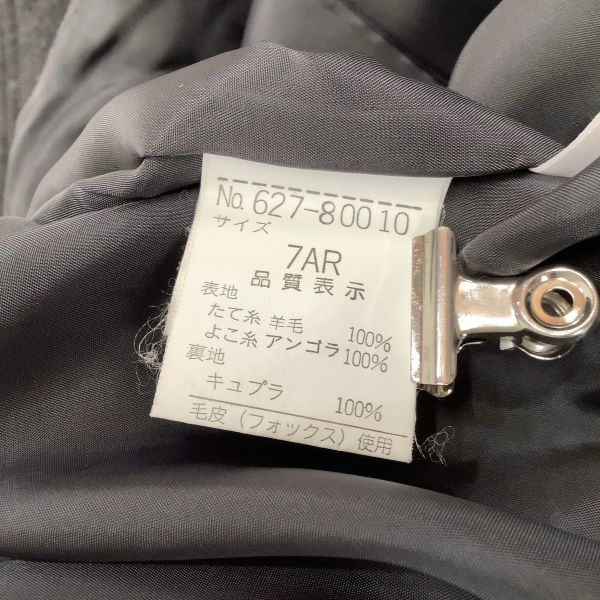 No. 627-80010
サイズ
7AR
品質表示
表地
たて糸 羊毛 100%
よこ糸 アンゴラ 100%
裏地
キュプラ 100%
毛皮（フォックス）使用